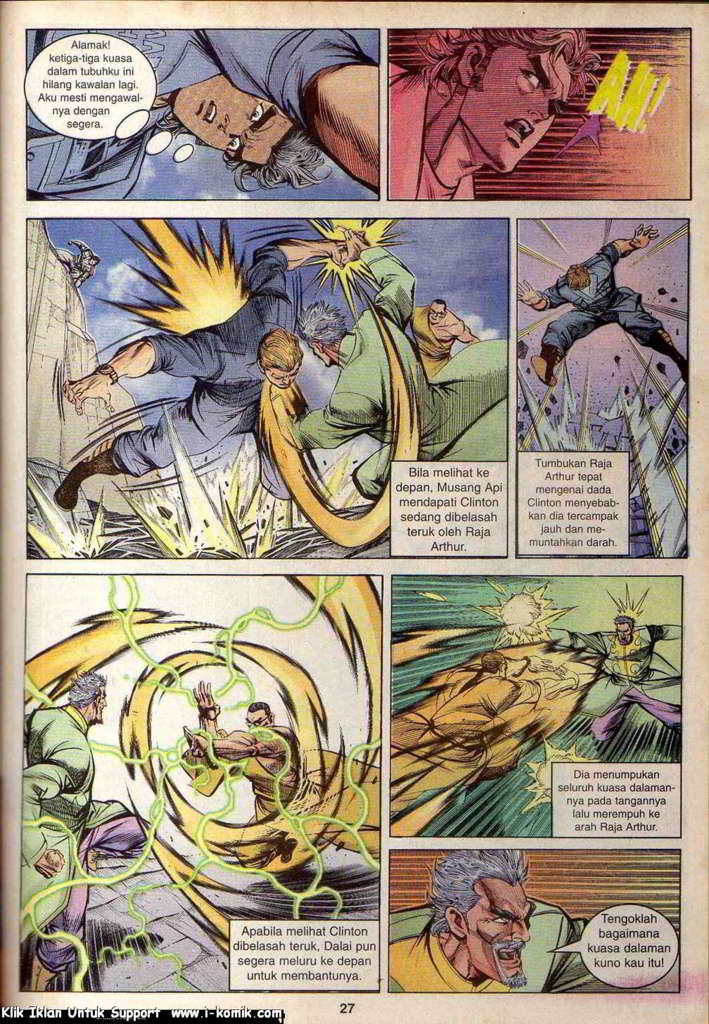 Alamak!
ketiga-tiga kuasa
dalam tubuhku ini
hilang kawalan lagi.
Aku mesti mengawal-
nya dengan
segera.
AH!
Bila melihat ke
depan, Musang Api
mendapati Clinton
sedang dibelasah
teruk oleh Raja
Arthur.
Tumbukan Raja
Arthur tepat
mengenai dada
Clinton menyebab-
kan dia tercampak
jauh dan me-
muntahkan darah.
Apabila melihat Clinton
dibelasah teruk, Dalai pun
segera meluru ke depan
untuk membantunya.
Dia menumpukan
seluruh kuasa dalaman-
nya pada tangannya
lalu merempuh ke
arah Raja Arthur.
Tengoklah
bagaimana
kuasa dalaman
kuno kau itu!
27
Klik Iklan Untuk Support www.i-komik.com